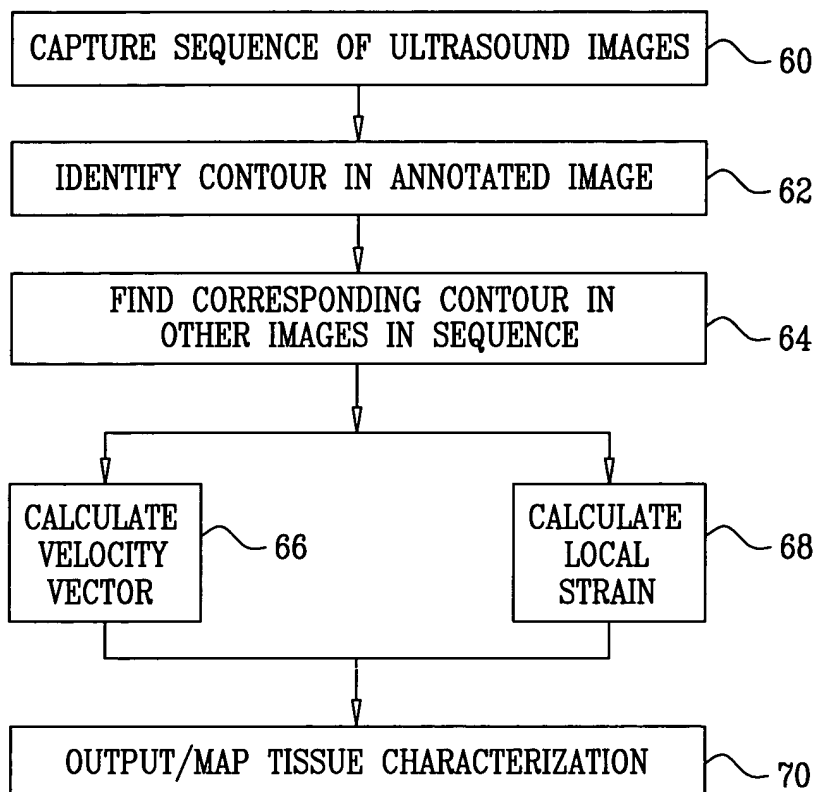 CAPTURE SEQUENCE OF ULTRASOUND IMAGES
60
IDENTIFY CONTOUR IN ANNOTATED IMAGE
62
FIND CORRESPONDING CONTOUR IN
OTHER IMAGES IN SEQUENCE
64
CALCULATE
VELOCITY
VECTOR
66
CALCULATE
LOCAL
STRAIN
68
OUTPUT/MAP TISSUE CHARACTERIZATION
70